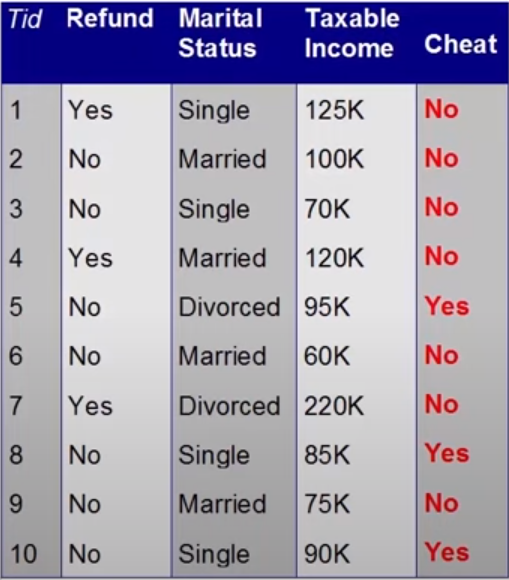 Tid Refund Marital Status Taxable Income Cheat
1 Yes Single 125K No
2 No Married 100K No
3 No Single 70K No
4 Yes Married 120K No
5 No Divorced 95K Yes
6 No Married 60K No
7 Yes Divorced 220K No
8 No Single 85K Yes
9 No Married 75K No
10 No Single 90K Yes